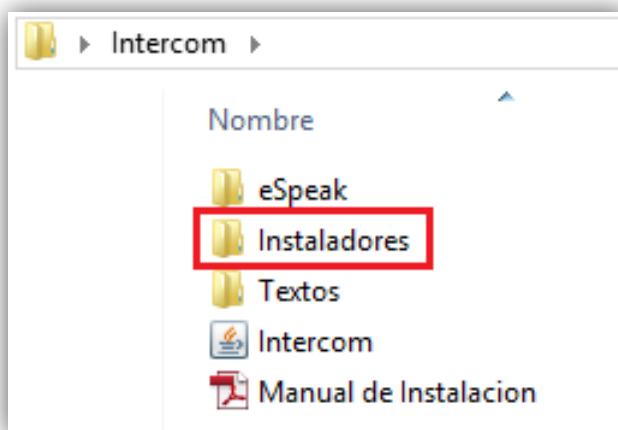 Intercom
Nombre
eSpeak
Instaladores
Textos
Intercom
Manual de Instalacion